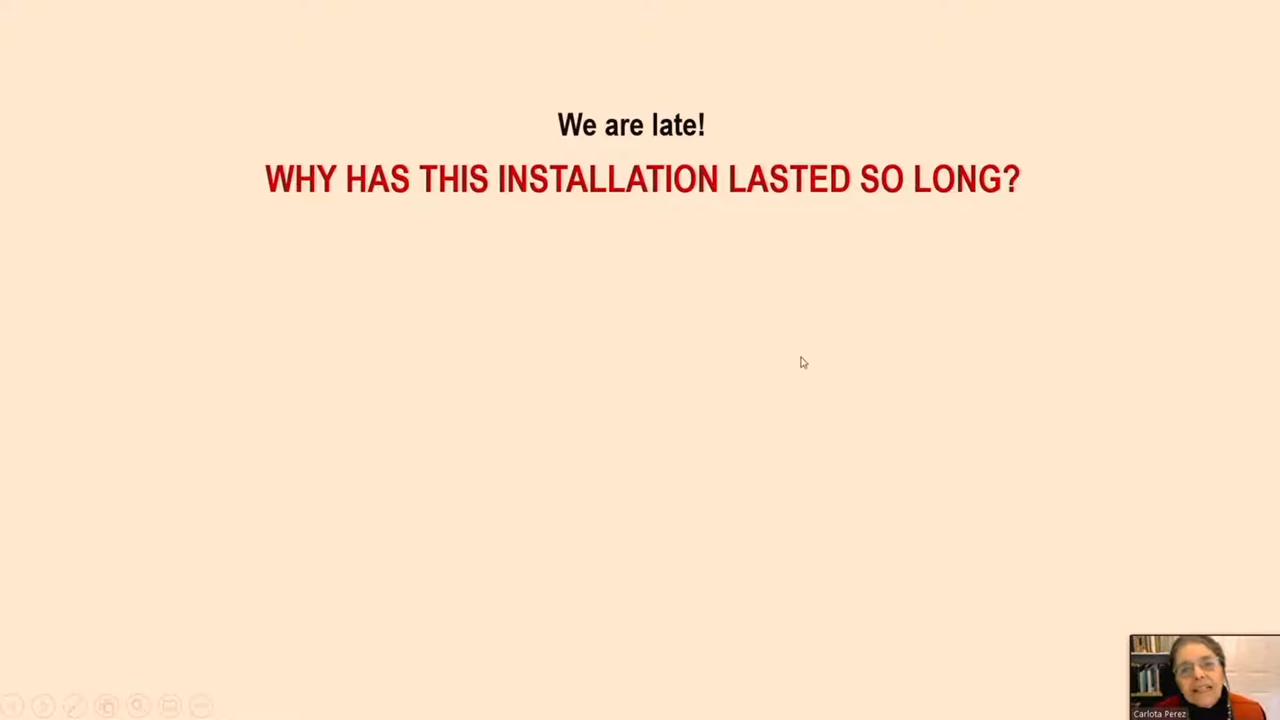 We are late!
WHY HAS THIS INSTALLATION LASTED SO LONG?
Carlota Perez